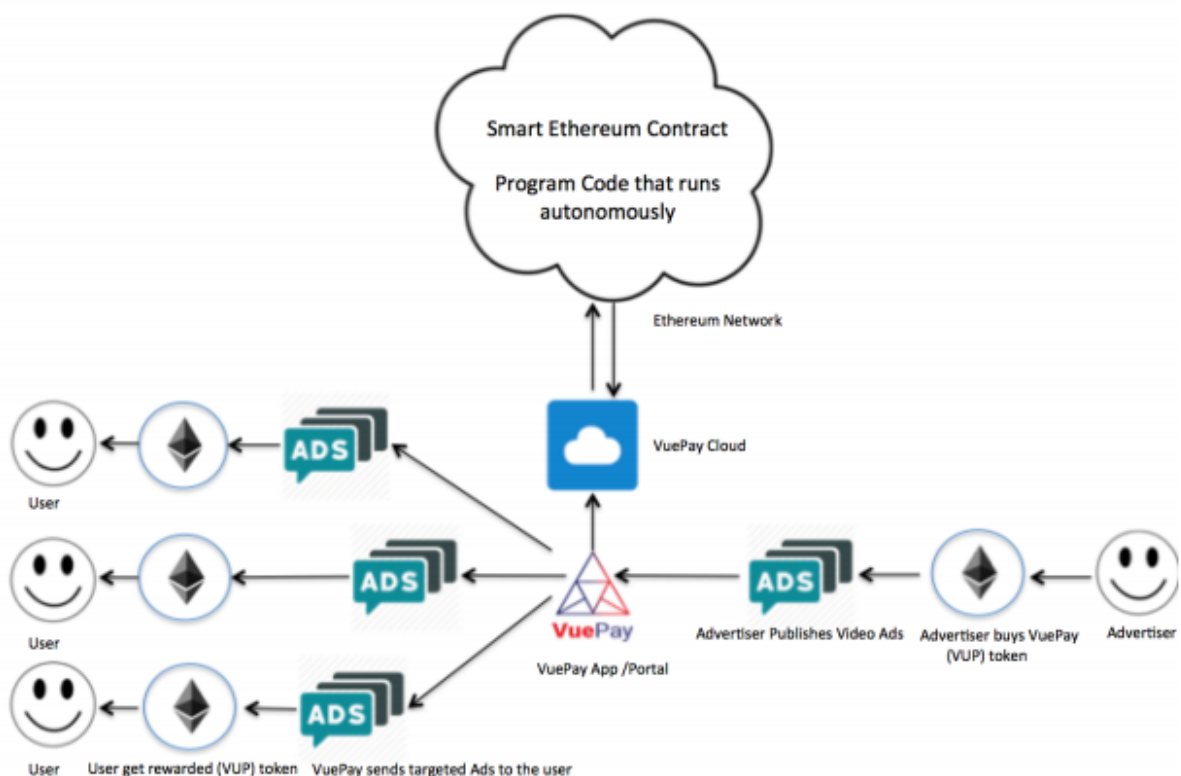 Smart Ethereum Contract
Program Code that runs
autonomously
Ethereum Network
VuePay Cloud
ADS
User
ADS
ADS
VuePay
User
VuePay App /Portal
Advertiser Publishes Video Ads
Advertiser buys VuePay
(VUP) token
Advertiser
ADS
User
User get rewarded (VUP) token
VuePay sends targeted Ads to the user